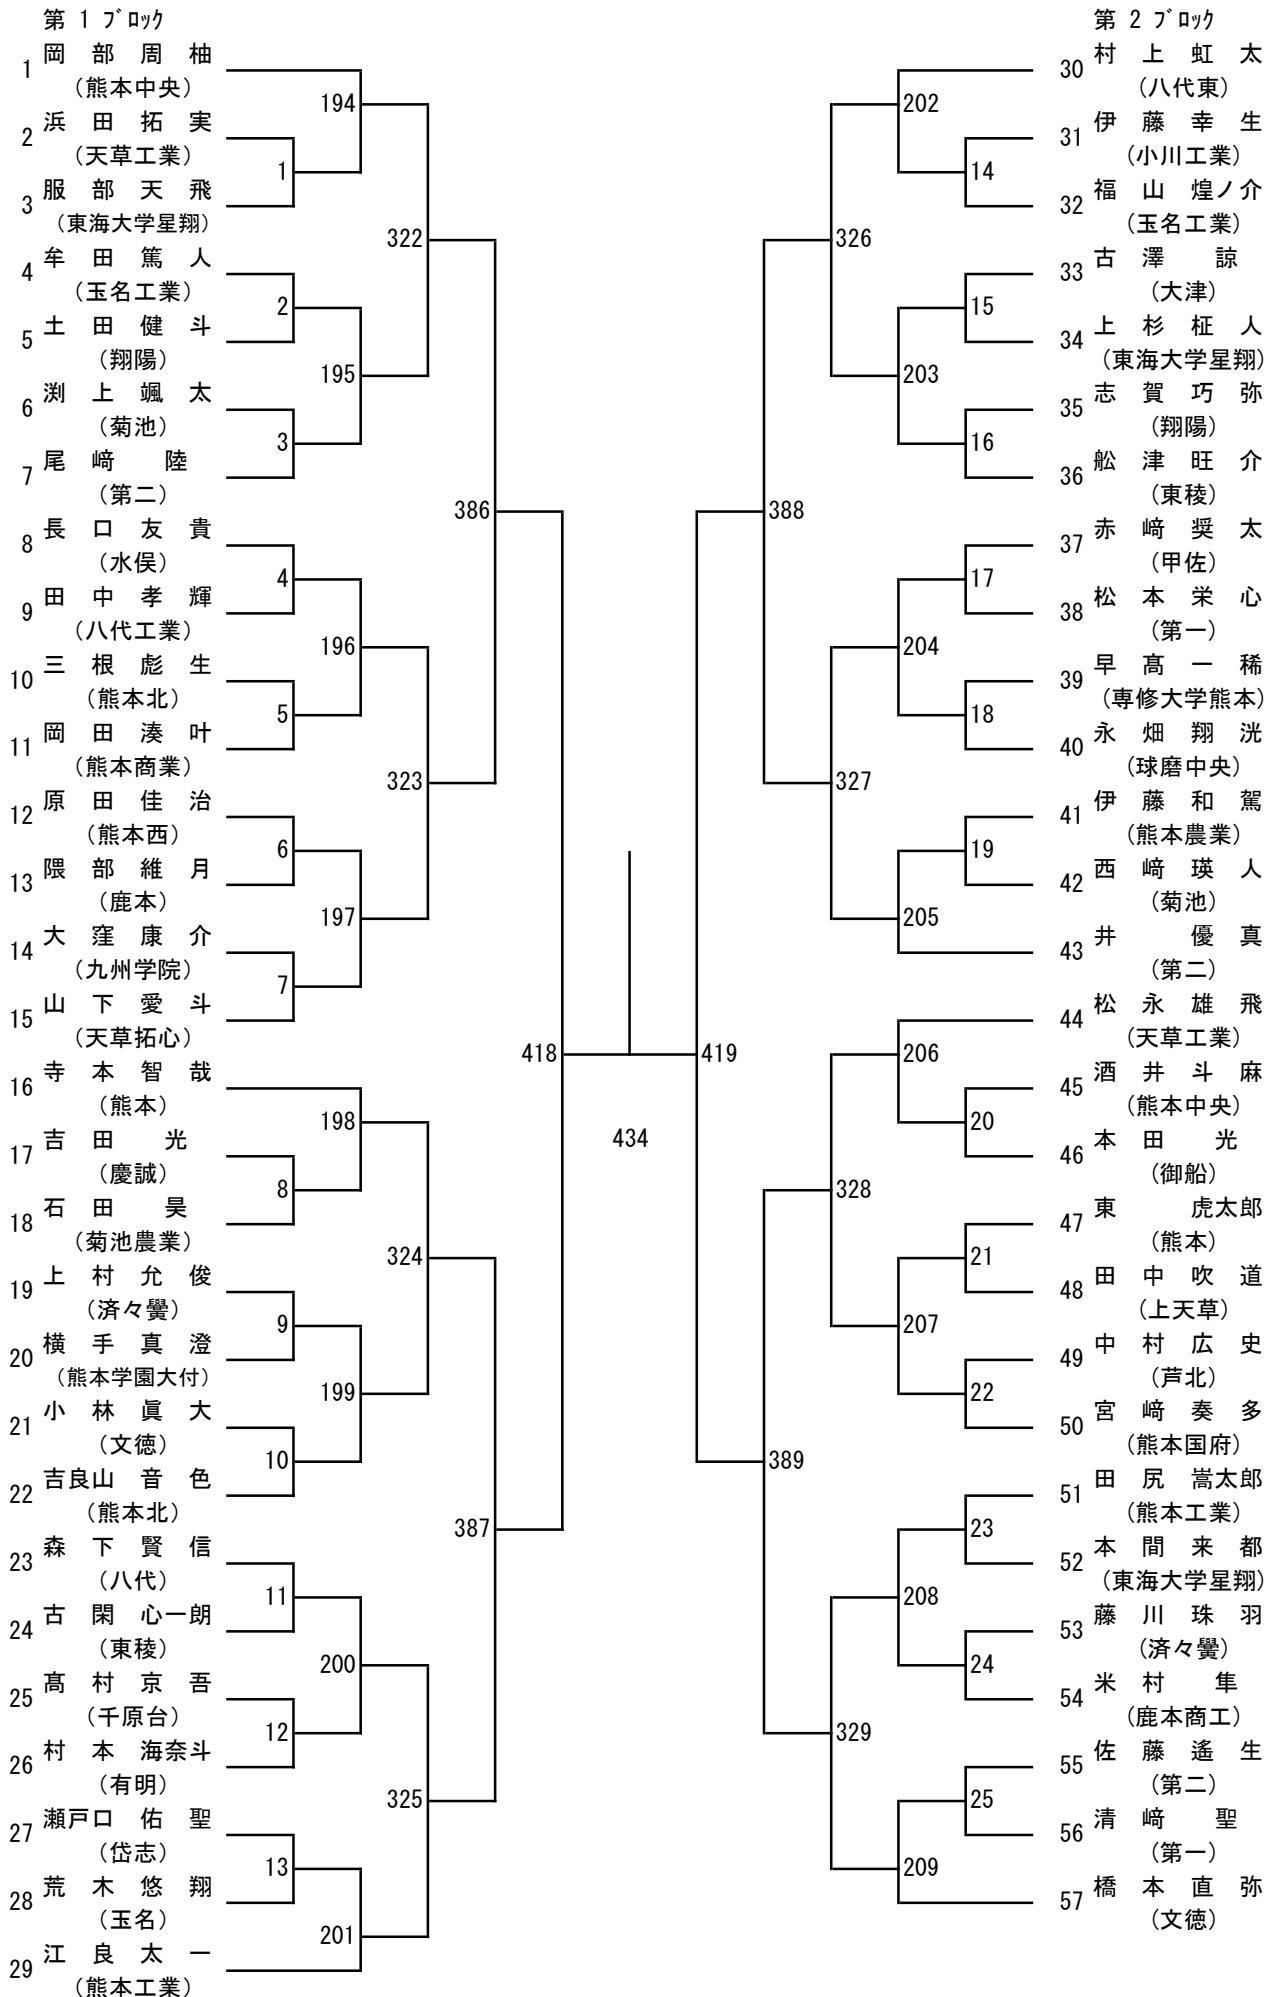 第 1 ブロック
1 岡 部 周 柚
（熊本中央）
2 浜 田 拓 実
（天草工業）
3 服 部 天 飛
（東海大学星翔）
4 牟 田 篤 人
（玉名工業）
5 土 田 健 斗
（翔陽）
6 渕 上 颯 太
（菊池）
7 尾 﨑 陸
（第二）
8 長 口 友 貴
（水俣）
9 田 中 孝 輝
（八代工業）
10 三 根 彪 生
（熊本北）
11 岡 田 湊 叶
（熊本商業）
12 原 田 佳 治
（熊本西）
13 隈 部 維 月
（鹿本）
14 大 窪 康 介
（九州学院）
15 山 下 愛 斗
（天草拓心）
16 寺 本 智 哉
（熊本）
17 吉 田 光
（慶誠）
18 石 田 昊
（菊池農業）
19 上 村 允 俊
（済々黌）
20 横 手 真 澄
（熊本学園大付）
21 小 林 眞 大
（文徳）
22 吉良山 音 色
（熊本北）
23 森 下 賢 信
（八代）
24 古 閑 心一朗
（東稜）
25 髙 村 京 吾
（千原台）
26 村 本 海奈斗
（有明）
27 瀬戸口 佑 聖
（岱志）
28 荒 木 悠 翔
（玉名）
29 江 良 太 一
（熊本工業）
1
2
3
4
5
6
7
8
9
10
11
12
13
194
195
196
197
198
199
200
201
322
323
324
325
386
387
418
434
419
388
389
326
327
328
329
202
203
204
205
206
207
208
209
14
15
16
17
18
19
20
21
22
23
24
25
第 2 ブロック
30 村 上 虹 太
（八代東）
31 伊 藤 幸 生
（小川工業）
32 福 山 煌ノ介
（玉名工業）
33 古 澤 諒
（大津）
34 上 杉 柾 人
（東海大学星翔）
35 志 賀 巧 弥
（翔陽）
36 舩 津 旺 介
（東稜）
37 赤 﨑 奨 太
（甲佐）
38 松 本 栄 心
（第一）
39 早 髙 一 稀
（専修大学熊本）
40 永 畑 翔 洸
（球磨中央）
41 伊 藤 和 駕
（熊本農業）
42 西 﨑 瑛 人
（菊池）
43 井 優 真
（第二）
44 松 永 雄 飛
（天草工業）
45 酒 井 斗 麻
（熊本中央）
46 本 田 光
（御船）
47 東 虎太郎
（熊本）
48 田 中 吹 道
（上天草）
49 中 村 広 史
（芦北）
50 宮 﨑 奏 多
（熊本国府）
51 田 尻 嵩太郎
（熊本工業）
52 本 間 来 都
（東海大学星翔）
53 藤 川 珠 羽
（済々黌）
54 米 村 隼
（鹿本商工）
55 佐 藤 遙 生
（第二）
56 清 﨑 聖
（第一）
57 橋 本 直 弥
（文徳）